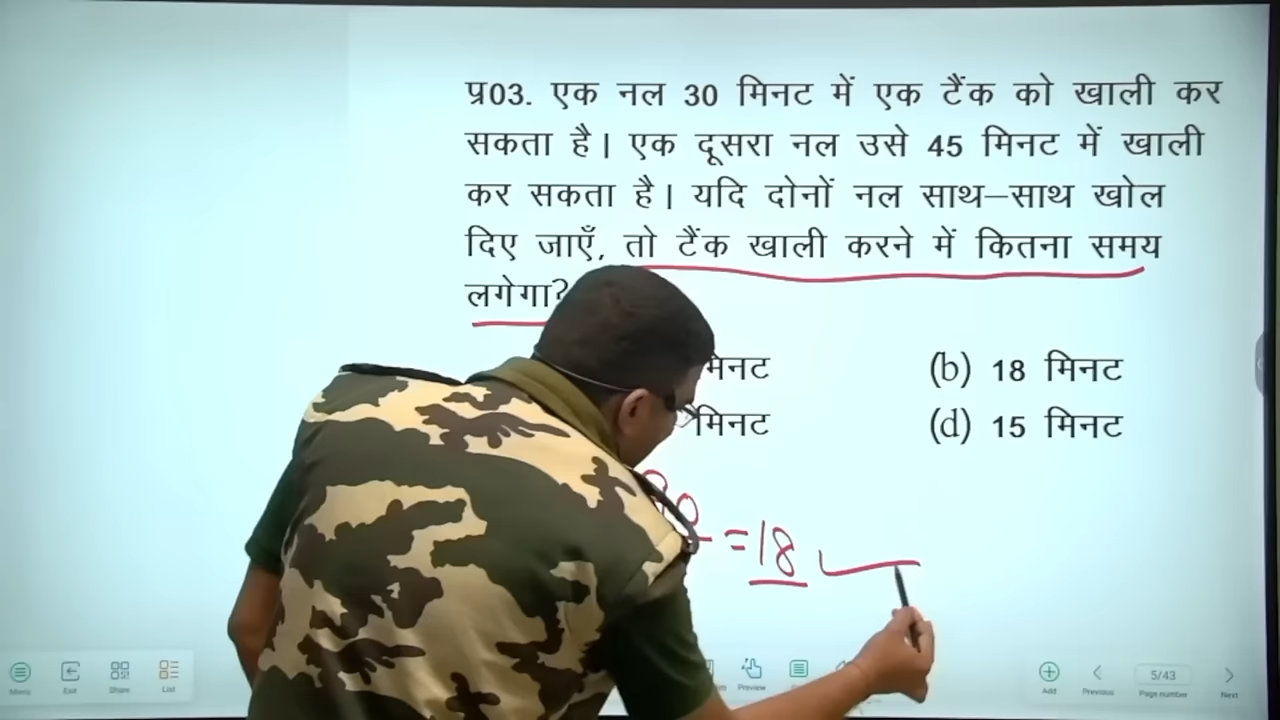 प्र03. एक नल 30 मिनट में एक टैंक को खाली कर
सकता है। एक दूसरा नल उसे 45 मिनट में खाली
कर सकता है। यदि दोनों नल साथ–साथ खोल
दिए जाएँ, तो टैंक खाली करने में कितना समय
लगेगा?
मिनट (b) 18 मिनट
मिनट (d) 15 मिनट
90
= 18
Menu Exit Share List Preview Add Previous 5/43 Page number Next